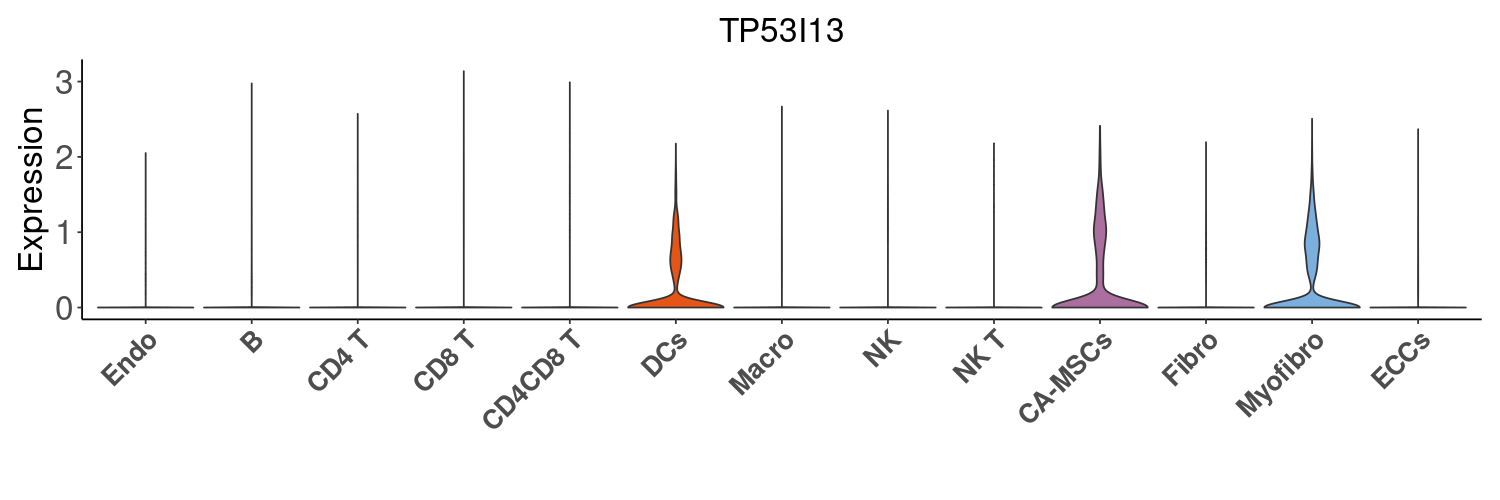 TP53I13
Expression
3
2
1
0
Endo
B
CD4 T
CD8 T
CD4CD8 T
DCs
Macro
NK
NK T
CA-MSCs
Fibro
Myofibro
ECCs